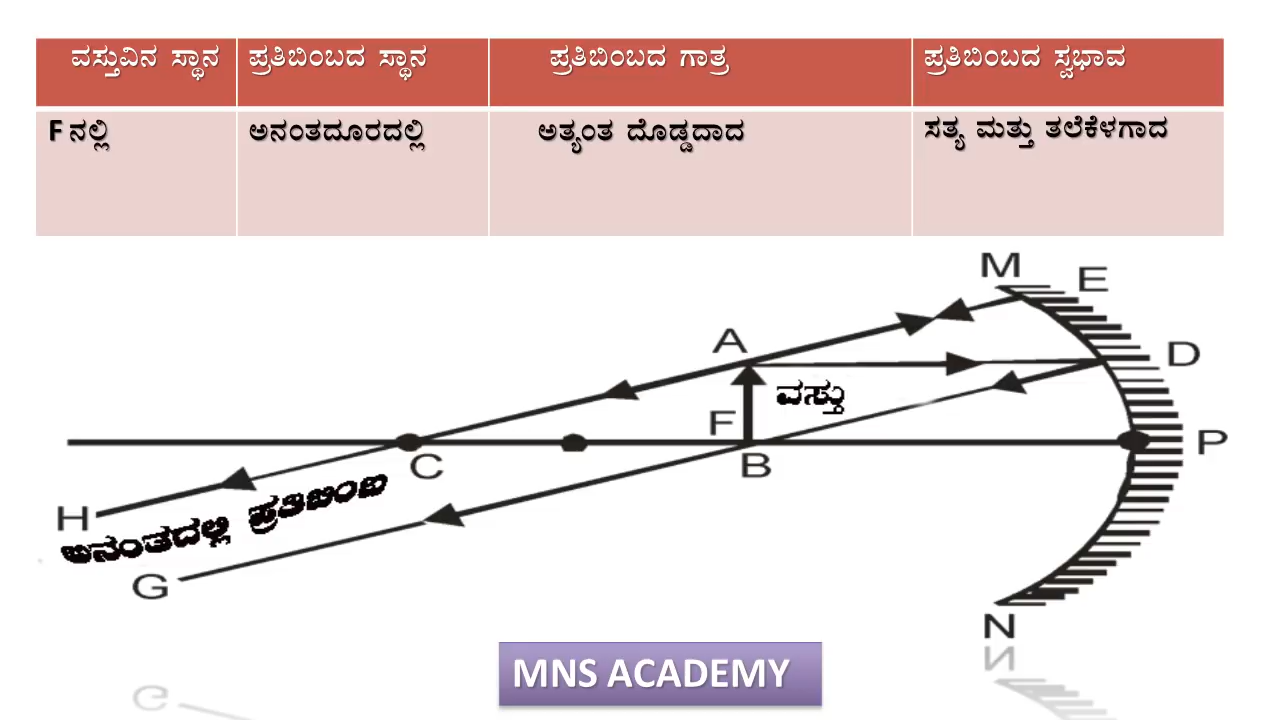 ವಸ್ತುವಿನ ಸ್ಥಾನ ಪ್ರತಿಬಿಂಬದ ಸ್ಥಾನ ಪ್ರತಿಬಿಂಬದ ಗಾತ್ರ ಪ್ರತಿಬಿಂಬದ ಸ್ವಭಾವ
F ನಲ್ಲಿ ಅನಂತದೂರದಲ್ಲಿ ಅತ್ಯಂತ ದೊಡ್ಡದಾದ ಸತ್ಯ ಮತ್ತು ತಲೆಕೆಳಗಾದ
M
E
A
D
ವಸ್ತು
F
P
C
B
H
ಅನಂತದಲ್ಲಿ ಪ್ರತಿಬಿಂಬ
G
N
MNS ACADEMY